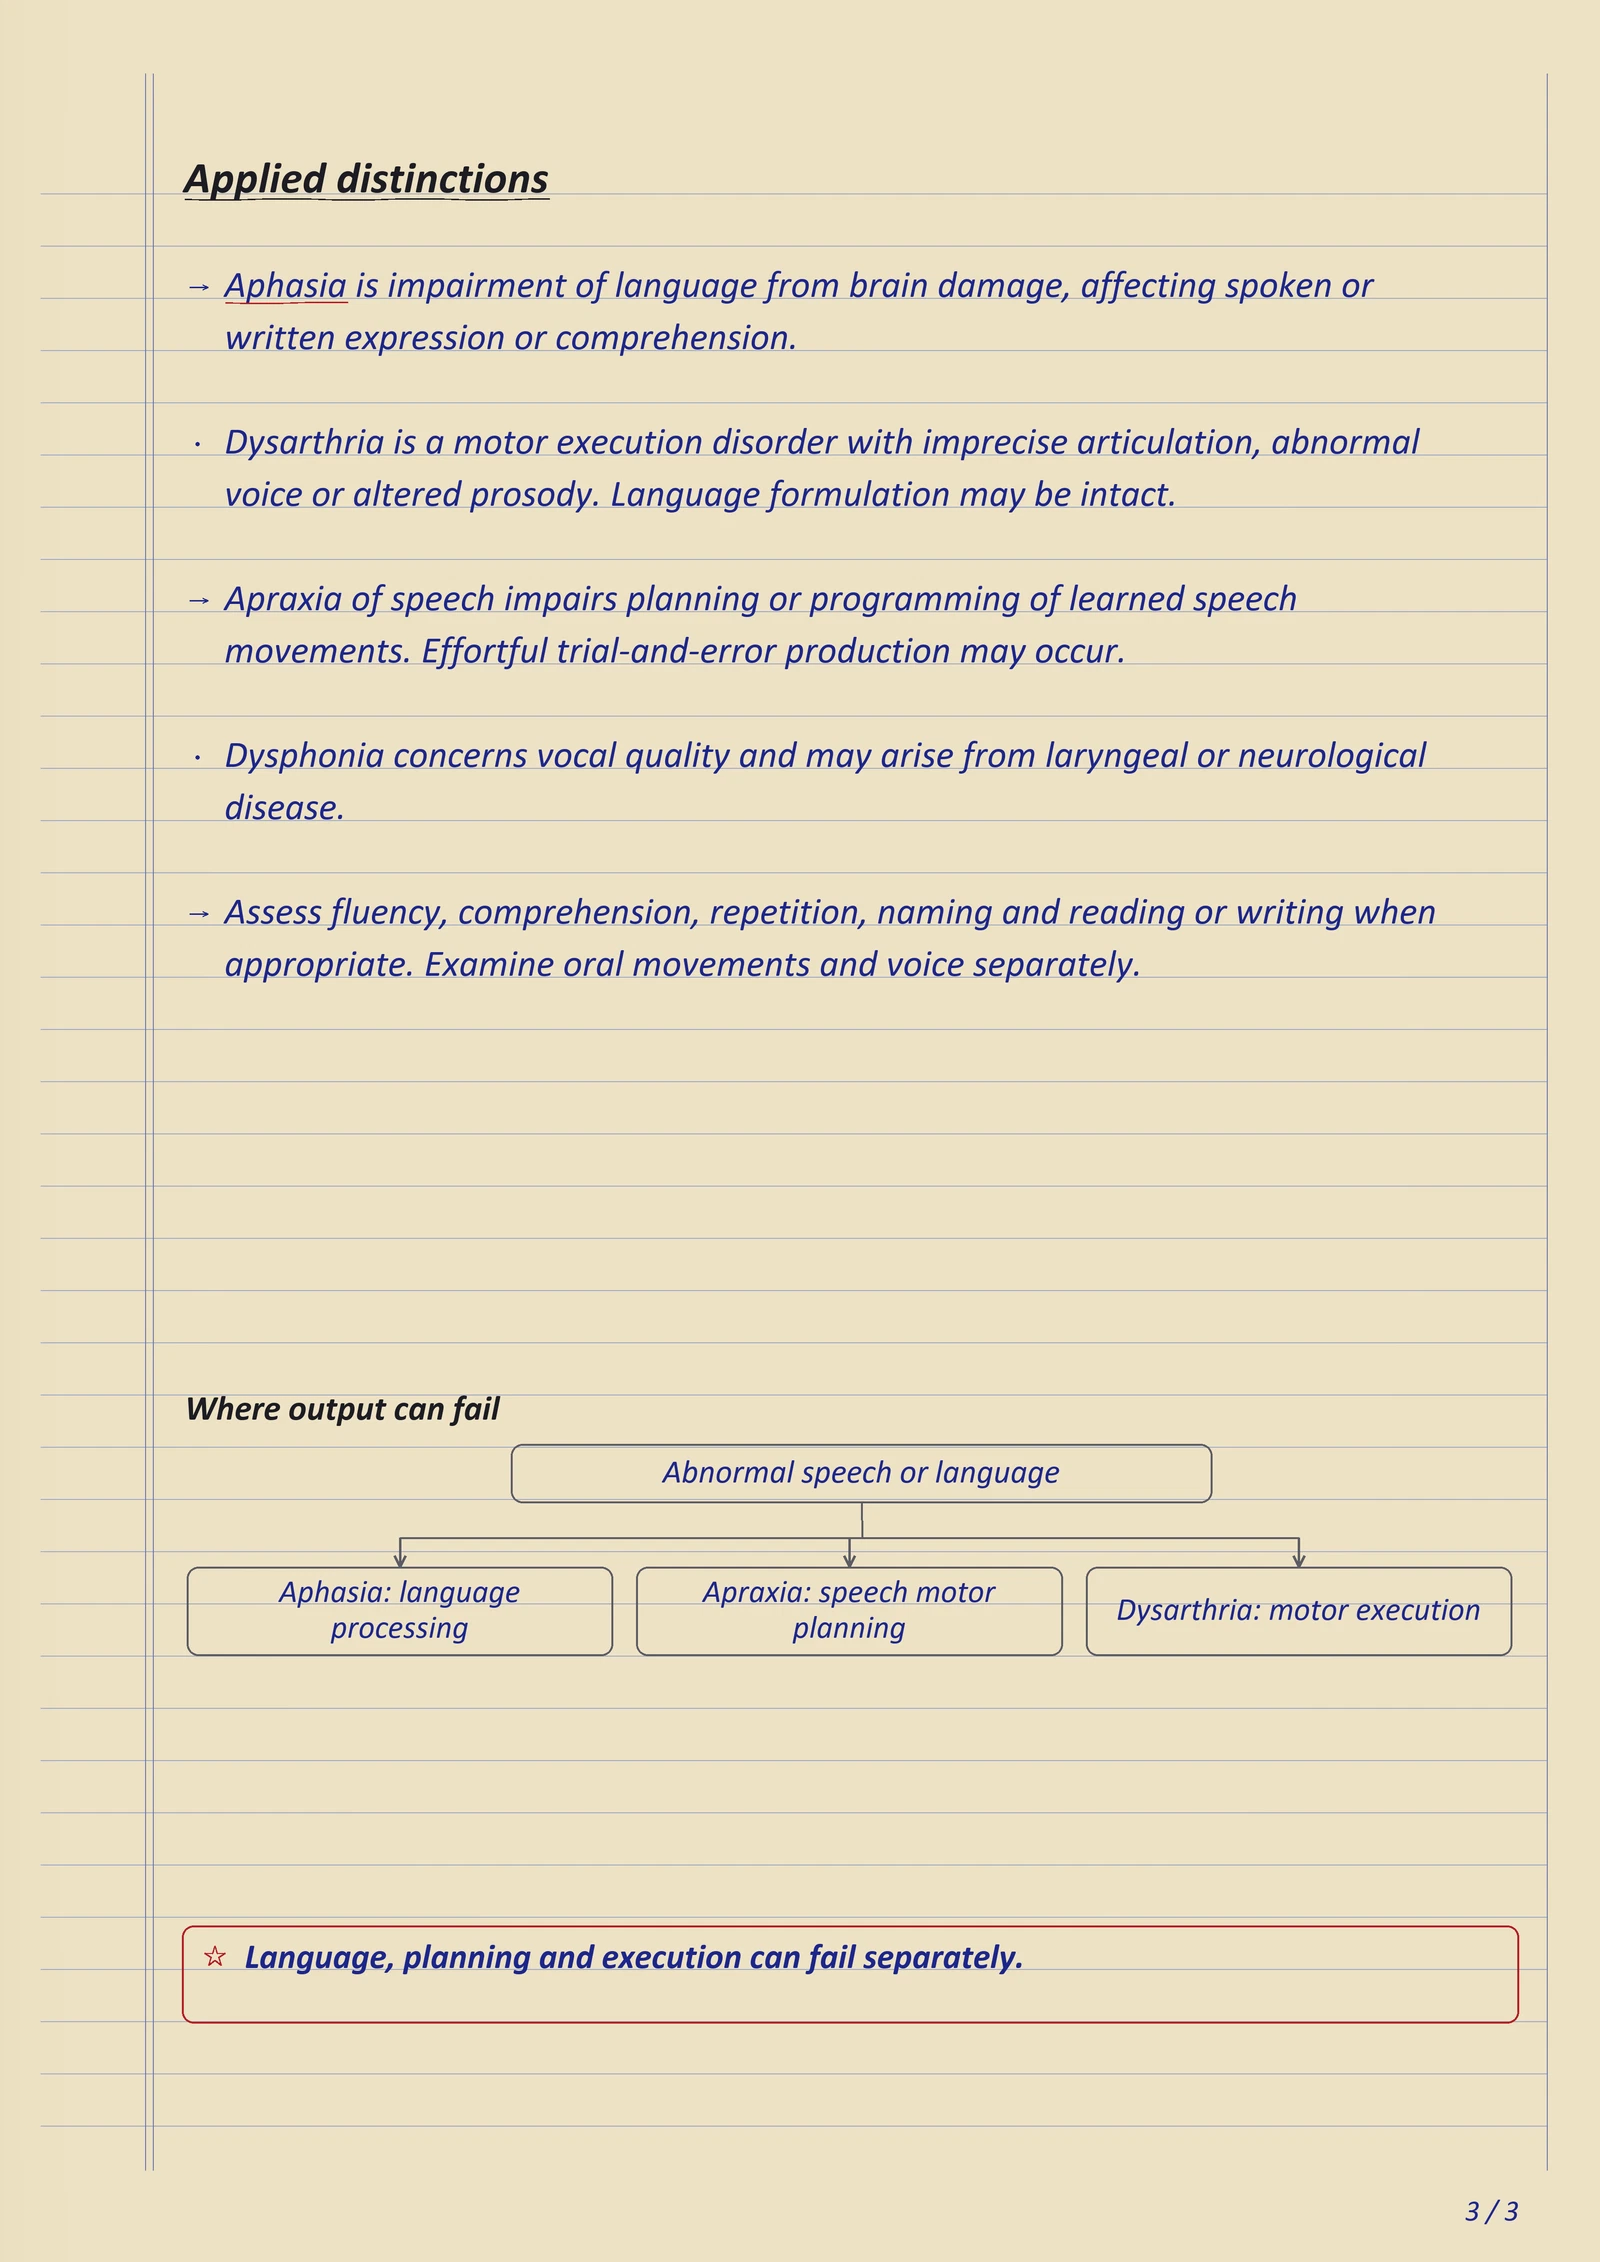 Applied distinctions
→ Aphasia is impairment of language from brain damage, affecting spoken or
written expression or comprehension.
· Dysarthria is a motor execution disorder with imprecise articulation, abnormal
voice or altered prosody. Language formulation may be intact.
→ Apraxia of speech impairs planning or programming of learned speech
movements. Effortful trial-and-error production may occur.
· Dysphonia concerns vocal quality and may arise from laryngeal or neurological
disease.
→ Assess fluency, comprehension, repetition, naming and reading or writing when
appropriate. Examine oral movements and voice separately.
Where output can fail
Abnormal speech or language
Aphasia: language
processing
Apraxia: speech motor
planning
Dysarthria: motor execution
☆ Language, planning and execution can fail separately.
3 / 3